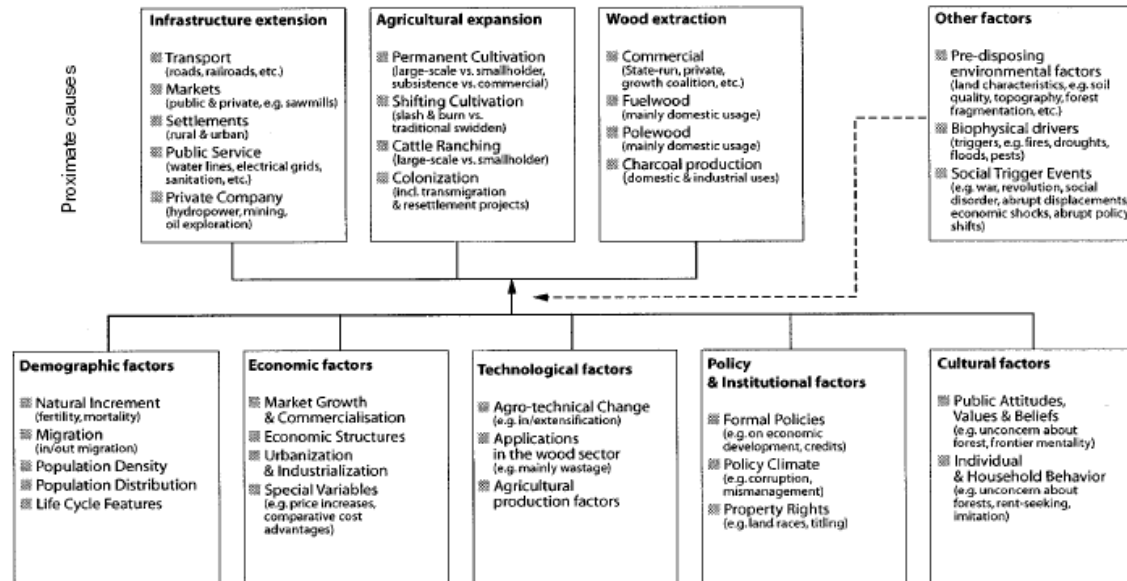 Proximate causes
Infrastructure extension
Transport
(roads, railroads, etc.)
Markets
(public & private, e.g. sawmills)
Settlements
(rural & urban)
Public Service
(water lines, electrical grids,
sanitation, etc.)
Private Company
(hydropower, mining,
oil exploration)
Agricultural expansion
Permanent Cultivation
(large-scale vs. smallholder,
subsistence vs. commercial)
Shifting Cultivation
(slash & burn vs.
traditional swidden)
Cattle Ranching
(large-scale vs. smallholder)
Colonization
(incl. transmigration
& resettlement projects)
Wood extraction
Commercial
(State-run, private,
growth coalition, etc.)
Fuelwood
(mainly domestic usage)
Polewood
(mainly domestic usage)
Charcoal production
(domestic & industrial uses)
Other factors
Pre-disposing
environmental factors
(land characteristics, e.g. soil
quality, topography, forest
fragmentation, etc.)
Biophysical drivers
(triggers, e.g. fires, droughts,
floods, pests)
Social Trigger Events
(e.g. war, revolution, social
disorder, abrupt displacements,
economic shocks, abrupt policy
shifts)
Demographic factors
Natural Increment
(fertility, mortality)
Migration
(in/out migration)
Population Density
Population Distribution
Life Cycle Features
Economic factors
Market Growth
& Commercialisation
Economic Structures
Urbanization
& Industrialization
Special Variables
(e.g. price increases,
comparative cost
advantages)
Technological factors
Agro-technical Change
(e.g. in/extensification)
Applications
in the wood sector
(e.g. mainly wastage)
Agricultural
production factors
Policy
& Institutional factors
Formal Policies
(e.g. on economic
development, credits)
Policy Climate
(e.g. corruption,
mismanagement)
Property Rights
(e.g. land races, titling)
Cultural factors
Public Attitudes,
Values & Beliefs
(e.g. unconcern about
forest, frontier mentality)
Individual
& Household Behavior
(e.g. unconcern about
forests, rent-seeking,
imitation)